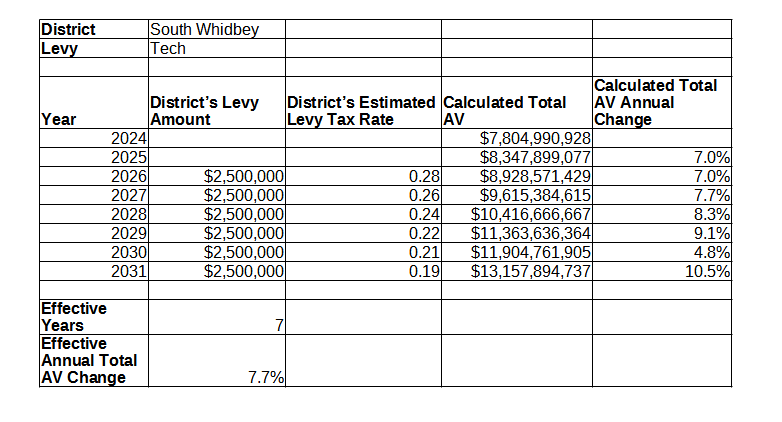 District South Whidbey
Levy Tech
Calculated Total
District’s Levy District’s Estimated Calculated Total AV Annual
Year Amount Levy Tax Rate AV Change
2024 $7,804,990,928
2025 $8,347,899,077 7.0%
2026 $2,500,000 0.28 $8,928,571,429 7.0%
2027 $2,500,000 0.26 $9,615,384,615 7.7%
2028 $2,500,000 0.24 $10,416,666,667 8.3%
2029 $2,500,000 0.22 $11,363,636,364 9.1%
2030 $2,500,000 0.21 $11,904,761,905 4.8%
2031 $2,500,000 0.19 $13,157,894,737 10.5%
Effective
Years 7
Effective
Annual Total
AV Change 7.7%